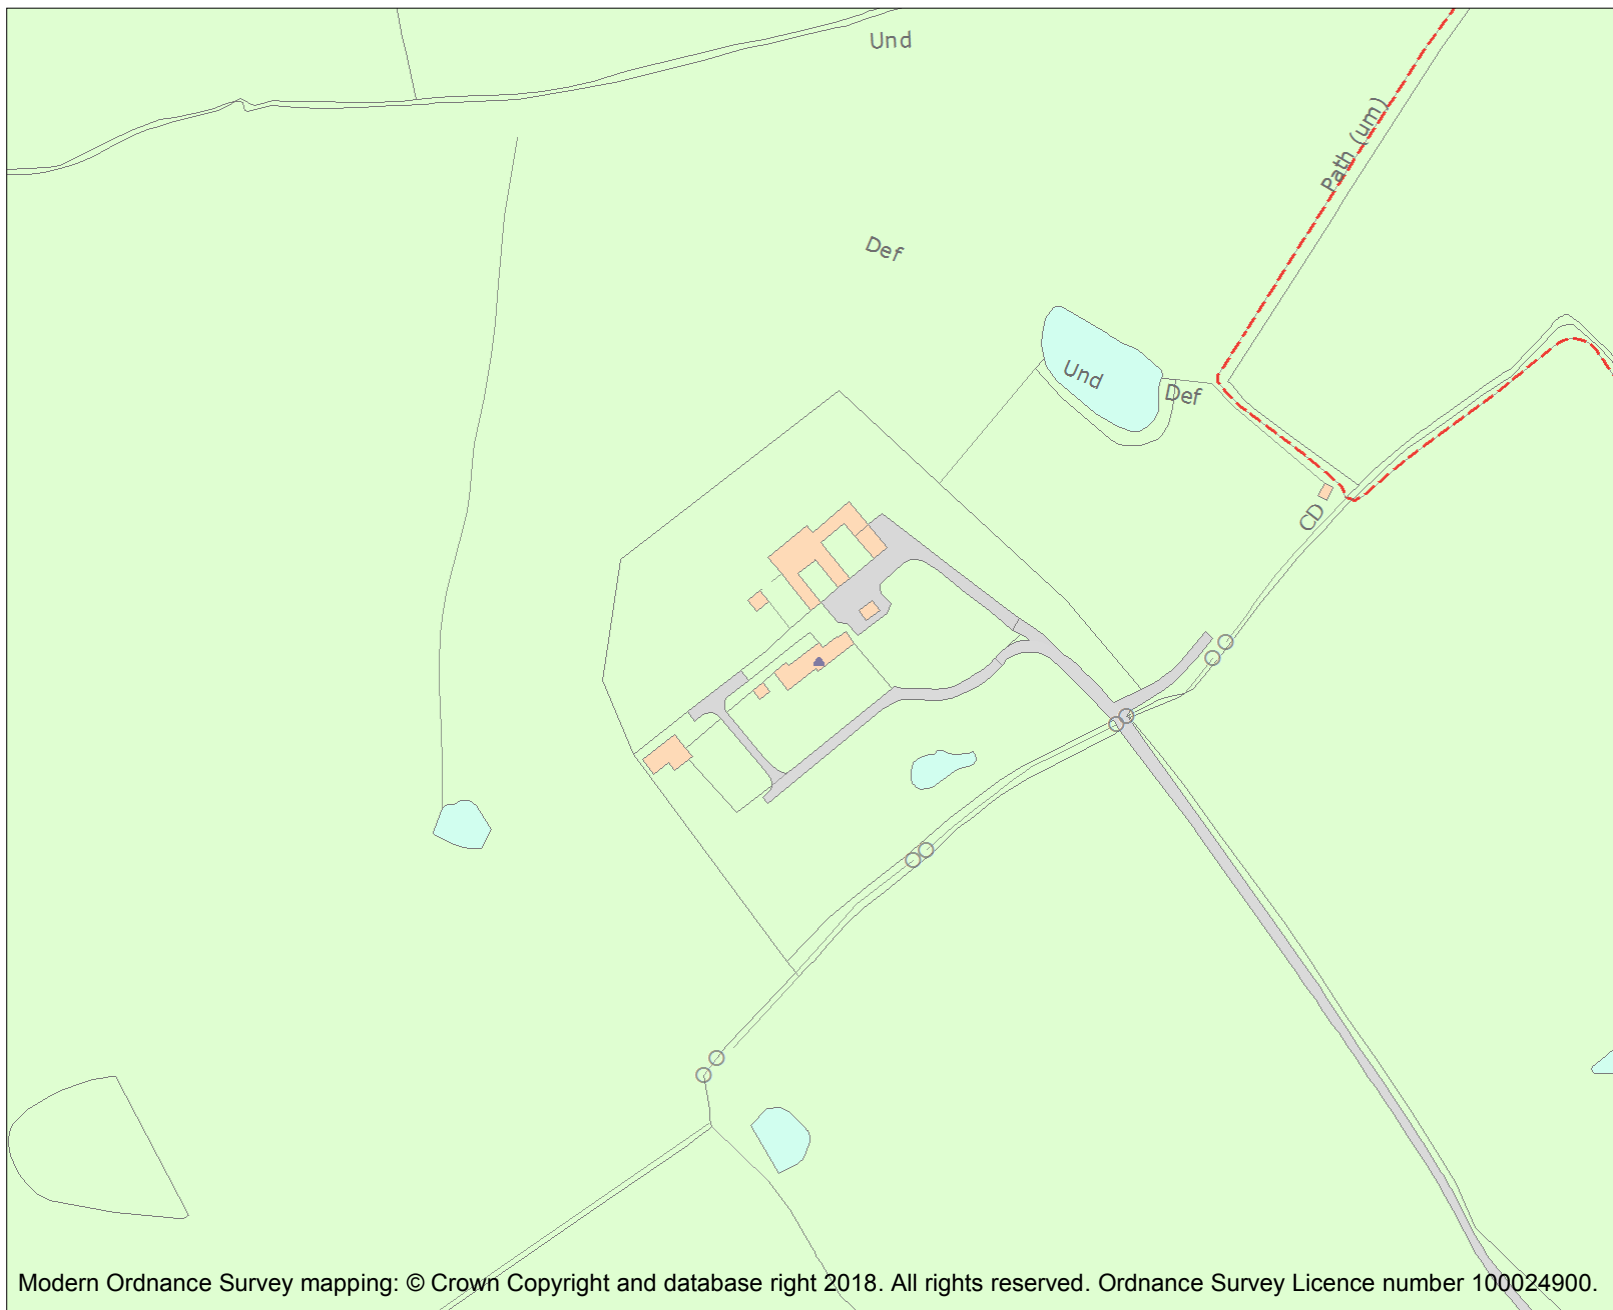 Und
Path (um)
Def
Und
Def
CD
Modern Ordnance Survey mapping: © Crown Copyright and database right 2018. All rights reserved. Ordnance Survey Licence number 100024900.